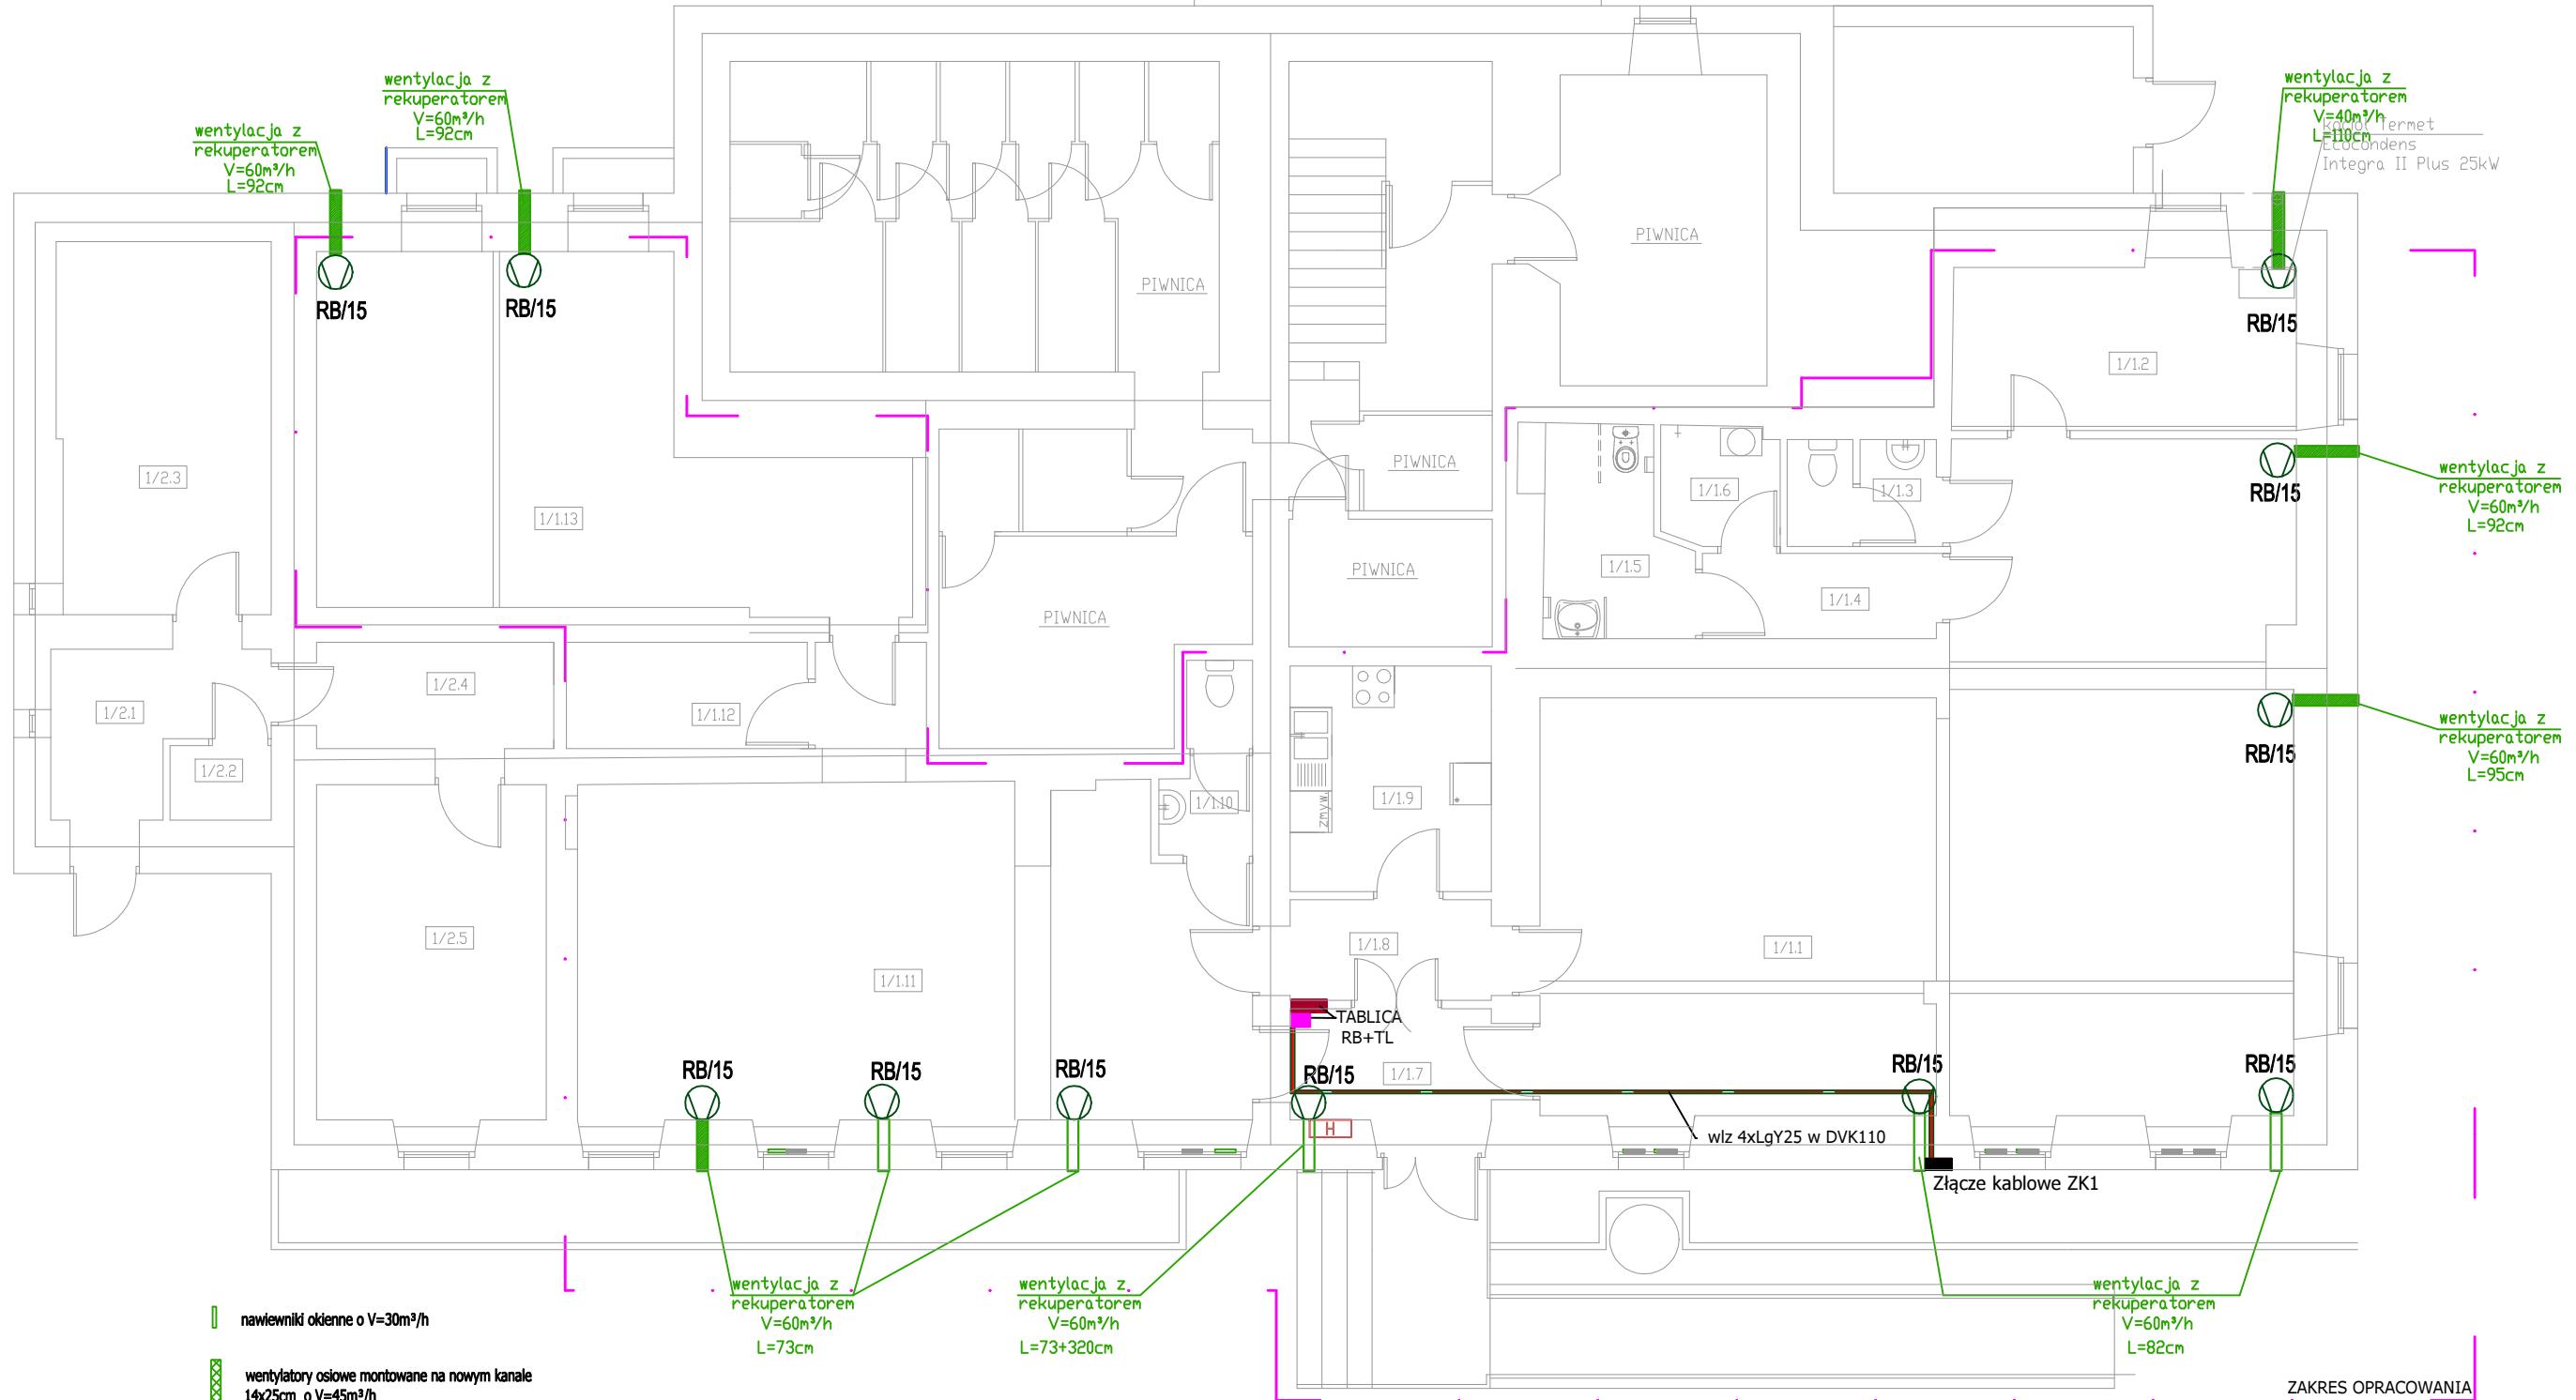 wentylacja z
rekuperatorem
V=60m³/h
L=92cm
wentylacja z
rekuperatorem
V=60m³/h
L=92cm
wentylacja z
rekuperatorem
V=40m³/h
L=110cm
kocioł Termet
Ecocondens
Integra II Plus 25kW
RB/15
RB/15
RB/15
PIWNICA
PIWNICA
1/1.2
wentylacja z
rekuperatorem
V=60m³/h
L=92cm
RB/15
1/2.3
1/1.13
PIWNICA
1/1.6
1/1.3
PIWNICA
1/1.5
1/1.4
PIWNICA
1/2.4
1/2.1
1/1.12
1/2.2
wentylacja z
rekuperatorem
V=60m³/h
L=95cm
RB/15
1/1.10
1/1.9
zmyw.
1/2.5
1/1.11
1/1.8
1/1.1
TABLICA
RB+TL
RB/15
RB/15
RB/15
RB/15
1/1.7
RB/15
RB/15
H
wlz 4xLgY25 w DVK110
Złącze kablowe ZK1
wentylacja z
rekuperatorem
V=60m³/h
L=73cm
wentylacja z
rekuperatorem
V=60m³/h
L=73+320cm
wentylacja z
rekuperatorem
V=60m³/h
L=82cm
nawiewniki okienne o V=30m³/h
wentylatory osiowe montowane na nowym kanale
14x25cm o V=45m³/h
ZAKRES OPRACOWANIA